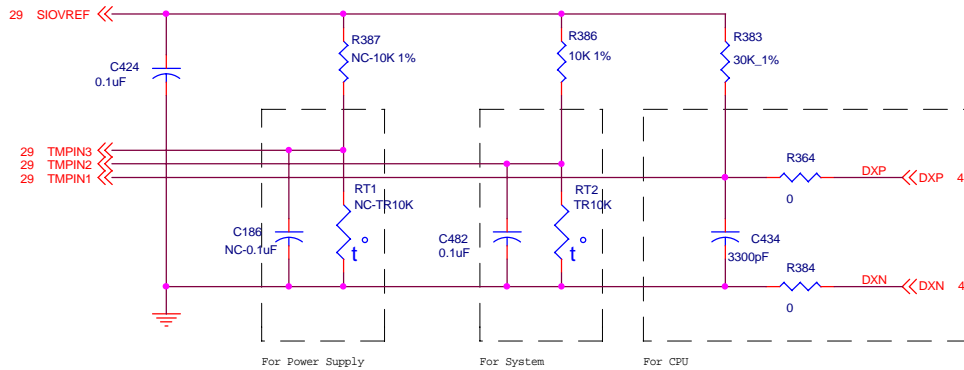 29 SIOVREF
C424
0.1uF
R387
NC-10K 1%
R386
10K 1%
R383
30K_1%
29 TMPIN3
29 TMPIN2
29 TMPIN1
R364
0
DXP
DXP 4
RT1
NC-TR10K
C186
NC-0.1uF
t°
RT2
TR10K
C482
0.1uF
t°
C434
3300pF
R384
0
DXN
DXN 4
For Power Supply
For System
For CPU